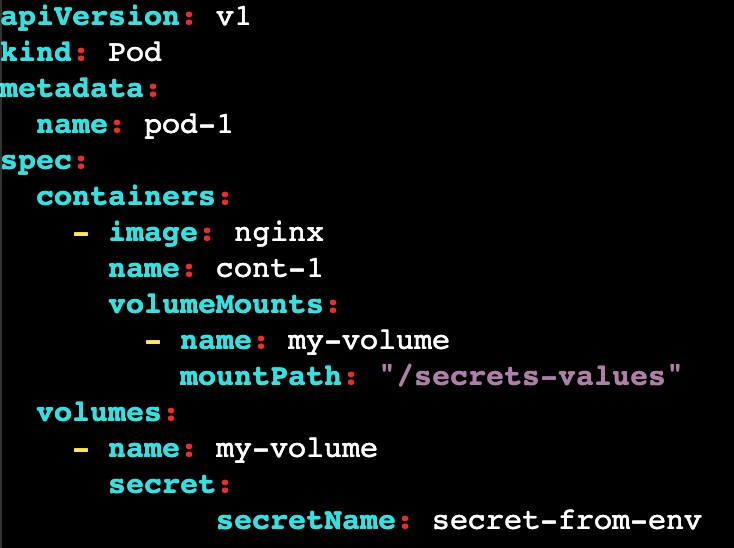 apiVersion: v1
kind: Pod
metadata:
  name: pod-1
spec:
  containers:
    - image: nginx
      name: cont-1
      volumeMounts:
        - name: my-volume
          mountPath: "/secrets-values"
  volumes:
    - name: my-volume
      secret:
            secretName: secret-from-env